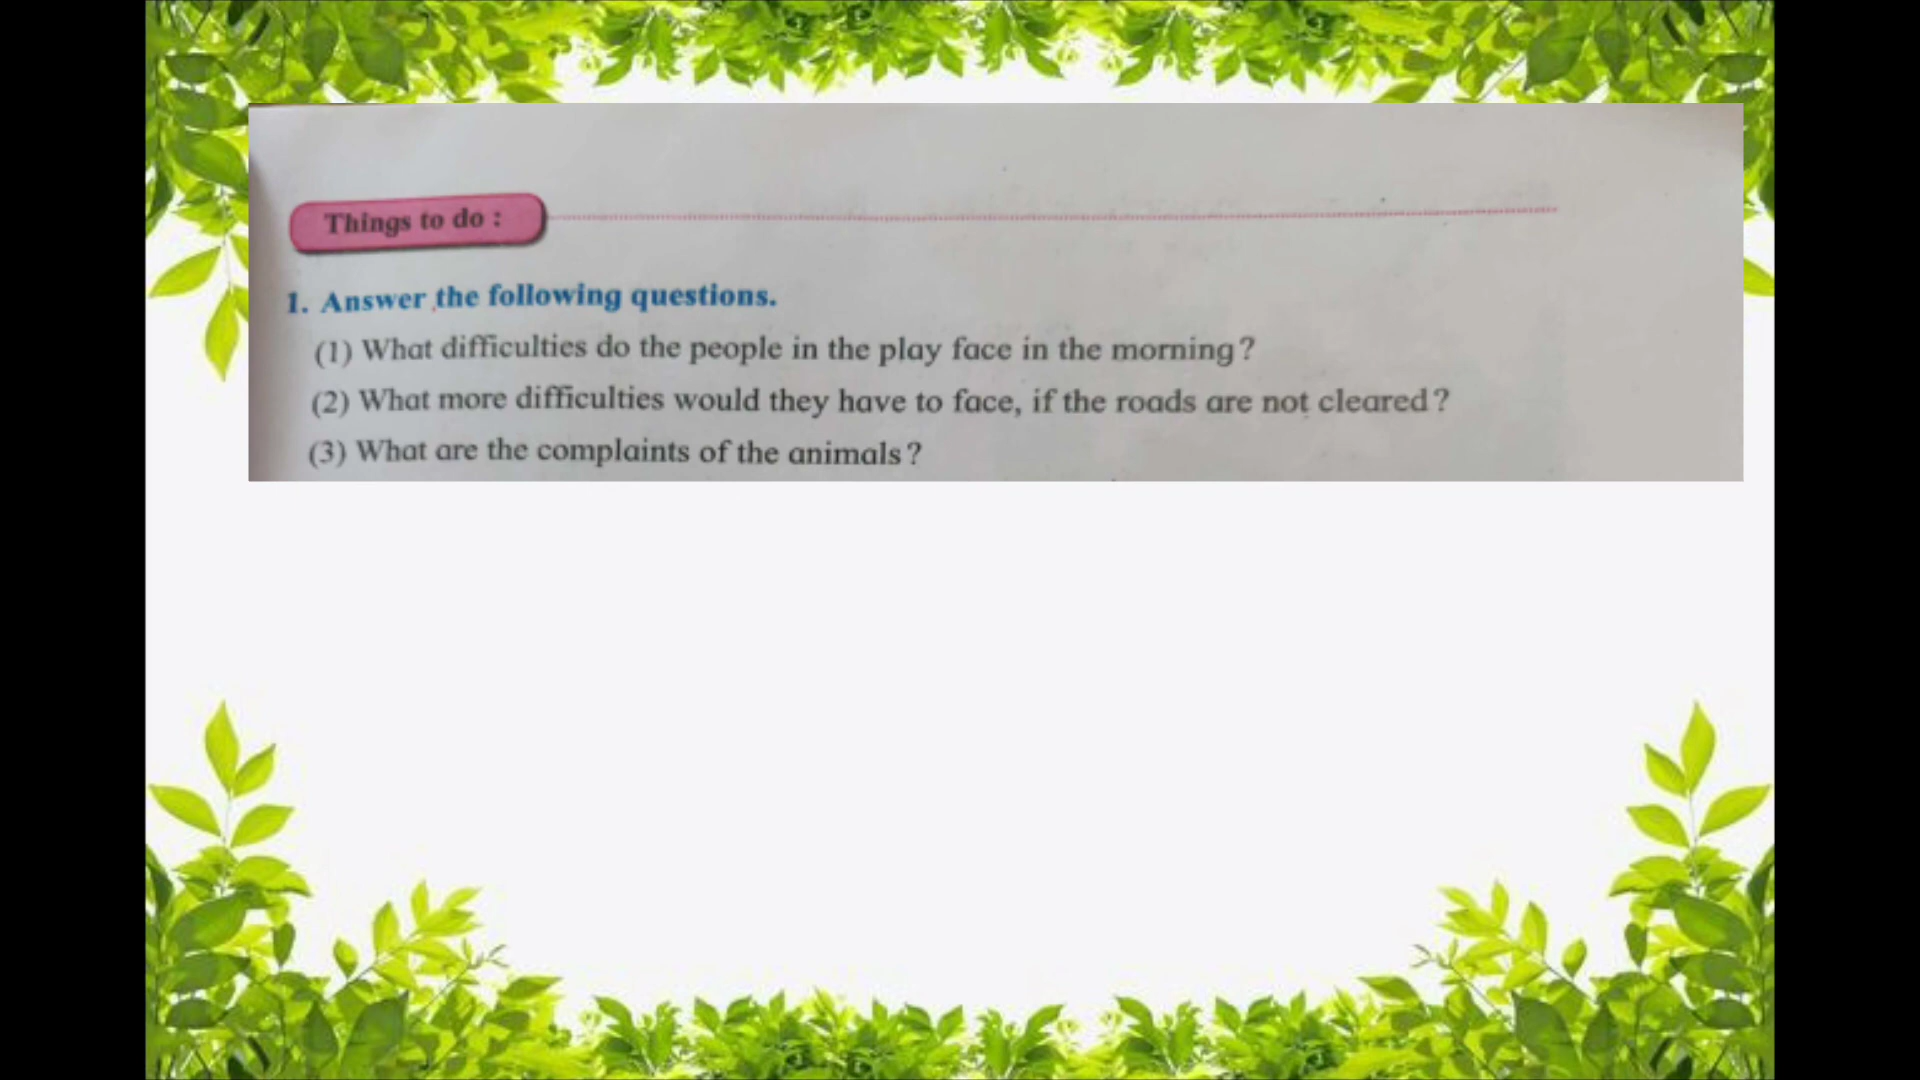 Things to do :
1. Answer the following questions.
(1) What difficulties do the people in the play face in the morning?
(2) What more difficulties would they have to face, if the roads are not cleared?
(3) What are the complaints of the animals?